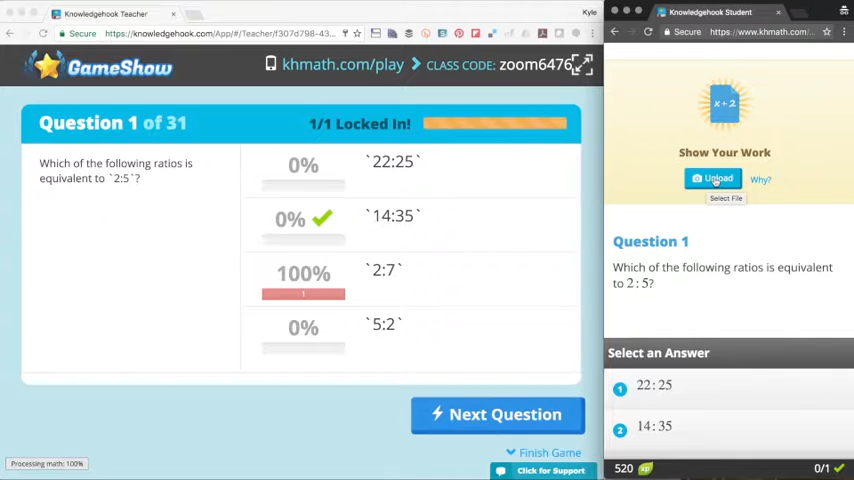 Knowledgehook Teacher
Kyle
Secure
https://knowledgehook.com/App/#/Teacher/f307d798-43...
GameShow
khmath.com/play
CLASS CODE: zoom6476
Question 1 of 31
1/1 Locked In!
Which of the following ratios is
equivalent to `2:5`?
0%
`22:25`
0%
`14:35`
100%
1
`2:7`
0%
`5:2`
Next Question
Finish Game
Processing math: 100%
Click for Support
Knowledgehook Student
Secure
https://www.khmath.com/...
x+2
Show Your Work
Upload
Why?
Select File
Question 1
Which of the following ratios is equivalent
to 2 : 5?
Select an Answer
1
22 : 25
2
14 : 35
520 xp
0/1